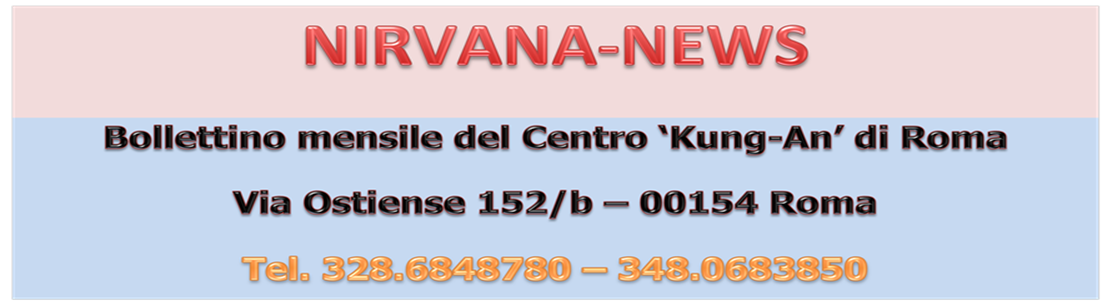 NIRVANA-NEWS
Bollettino mensile del Centro ‘Kung-An’ di Roma
Via Ostiense 152/b – 00154 Roma
Tel. 328.6848780 – 348.0683850